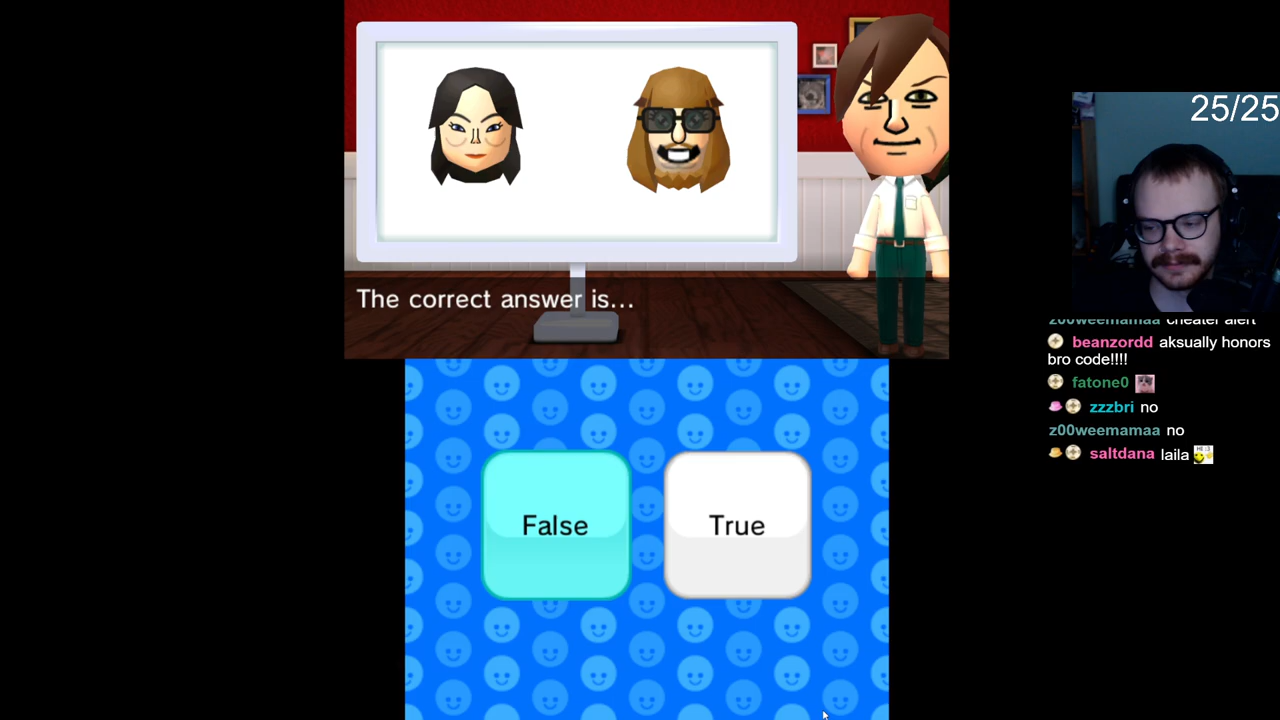 25/25
The correct answer is...
z00weemamaa cheater alert
beanzordd aksually honors
bro code!!!!
fatone0
zzzbri no
z00weemamaa no
saltdana laila
False
True